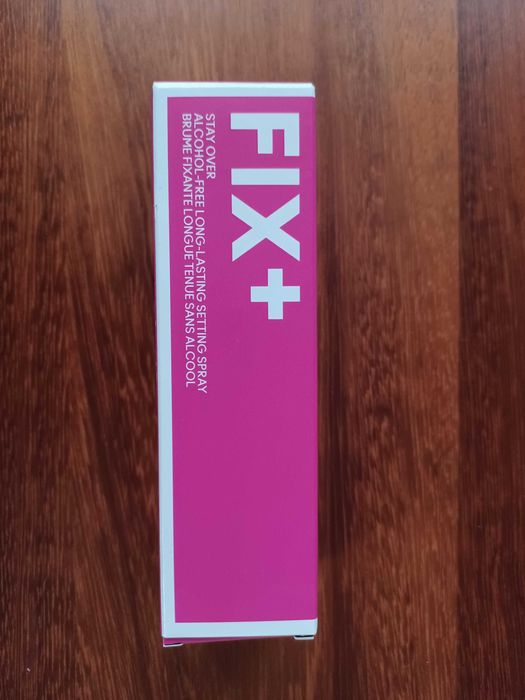 FIX+
STAY OVER
ALCOHOL-FREE LONG-LASTING SETTING SPRAY
BRUME FIXANTE LONGUE TENUE SANS ALCOOL